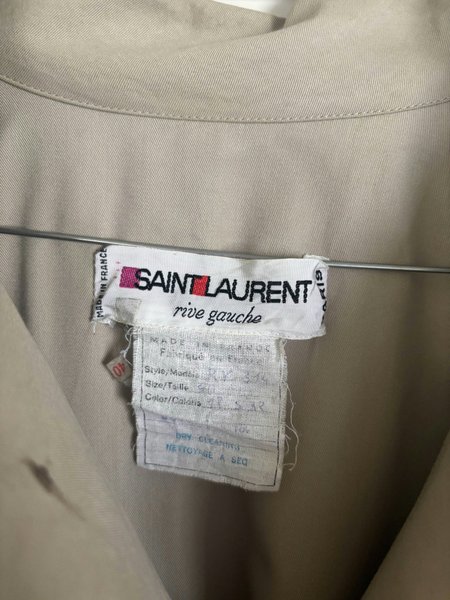 MADE IN FRANCE
SAINT LAURENT
PARIS
rive gauche
MADE IN FRANCE
Fabriqué en France
Style/Modèle
Size/Taille
Color/Coloris
40
DRY CLEANING
NETTOYAGE A SEC